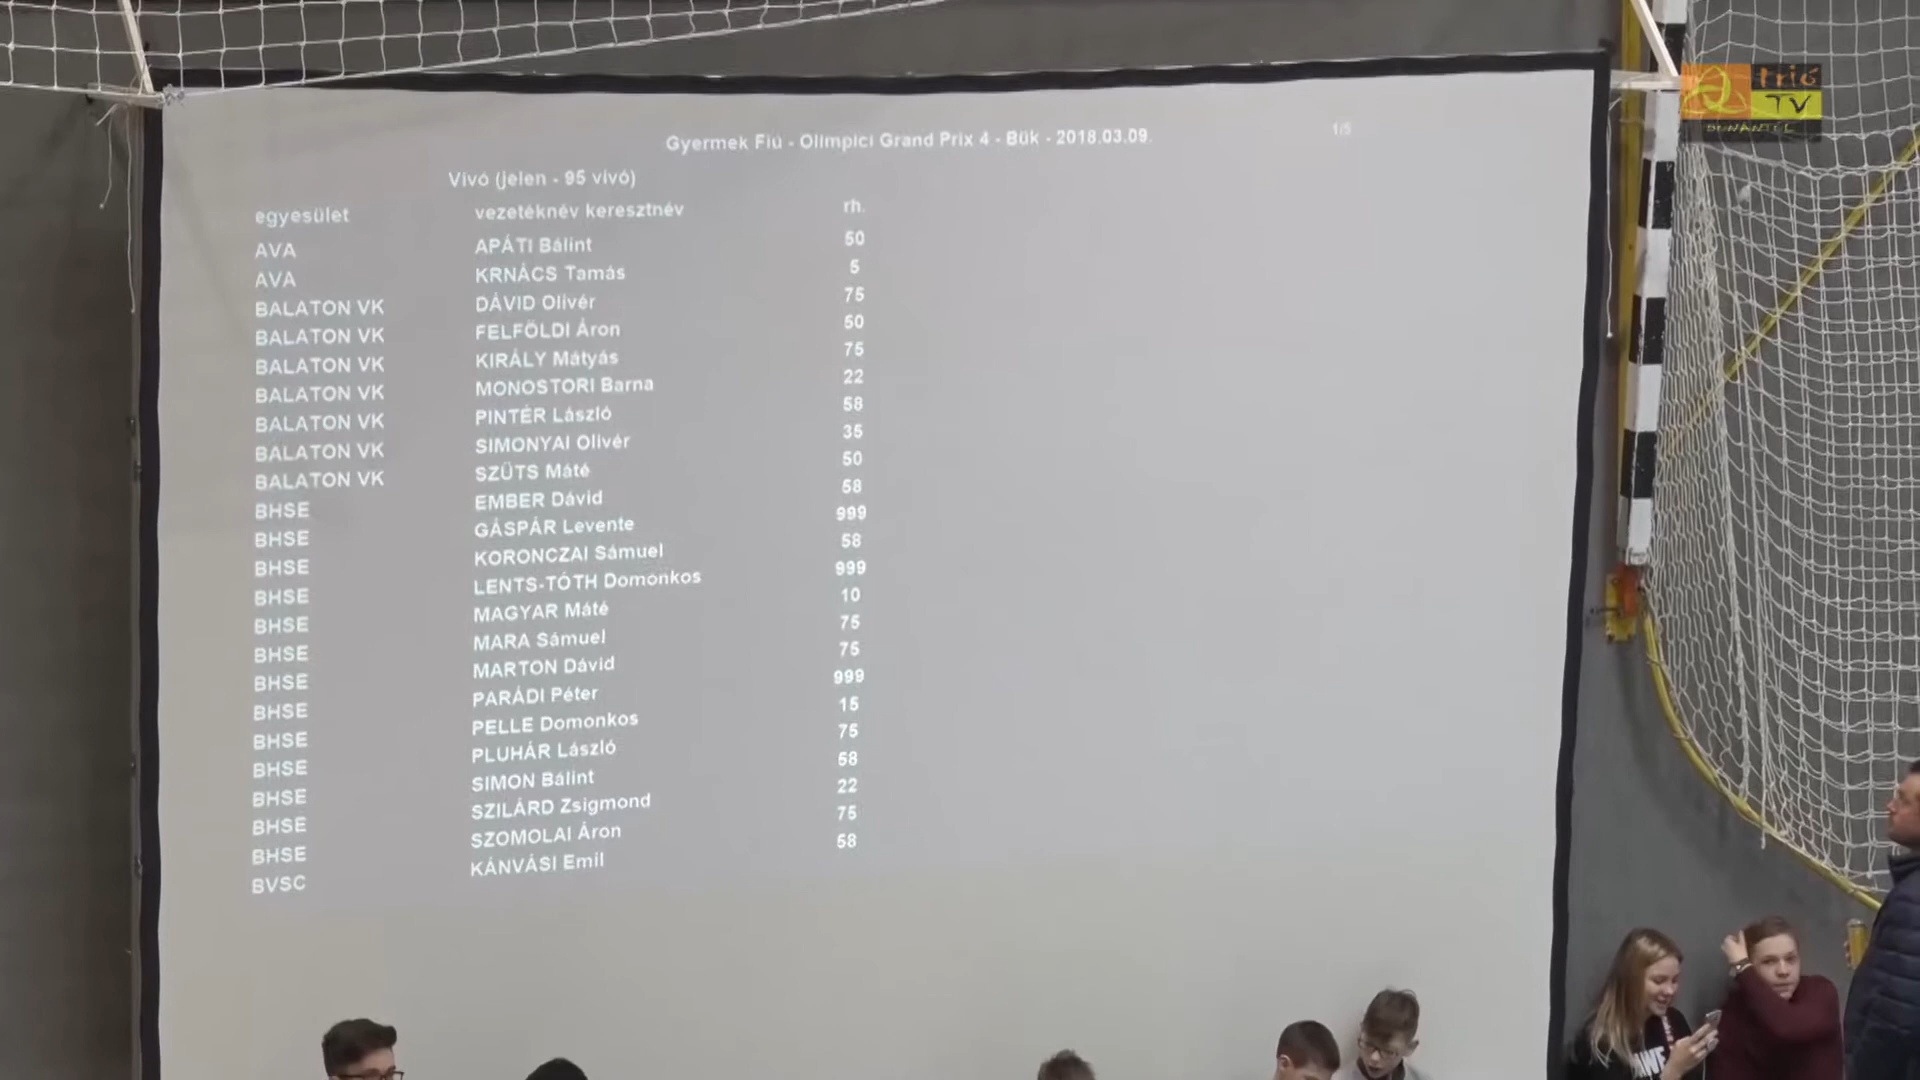 Gyermek Fiú - Olimpici Grand Prix 4 - Bük - 2018.03.09. 1/5
Vívó (jelen - 95 vívó)
egyesület vezetéknév keresztnév rh.
AVA APÁTI Bálint 50
AVA KRNÁCS Tamás 5
BALATON VK DÁVID Olivér 75
BALATON VK FELFÖLDI Áron 50
BALATON VK KIRÁLY Mátyás 75
BALATON VK MONOSTORI Barna 22
BALATON VK PINTÉR László 58
BALATON VK SIMONYAI Olivér 35
BALATON VK SZÜTS Máté 50
BHSE EMBER Dávid 58
BHSE GÁSPÁR Levente 999
BHSE KORONCZAI Sámuel 58
BHSE LENTS-TÓTH Domonkos 999
BHSE MAGYAR Máté 10
BHSE MARA Sámuel 75
BHSE MARTON Dávid 75
BHSE PARÁDI Péter 999
BHSE PELLE Domonkos 15
BHSE PLUHÁR László 75
BHSE SIMON Bálint 58
BHSE SZILÁRD Zsigmond 22
BHSE SZOMOLAI Áron 75
BVSC KÁNVÁSI Emil 58
trió
TV
DUNAÚJ